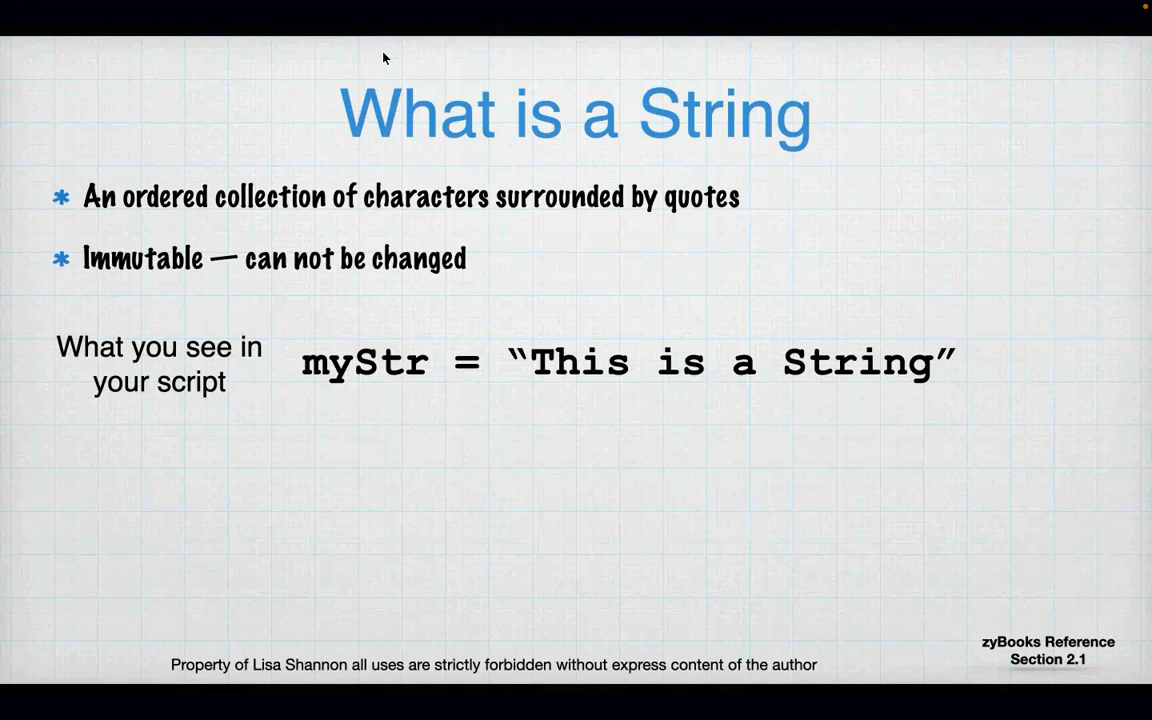 What is a String
* An ordered collection of characters surrounded by quotes
* Immutable — can not be changed
What you see in
your script
myStr = “This is a String”
zyBooks Reference
Section 2.1
Property of Lisa Shannon all uses are strictly forbidden without express content of the author